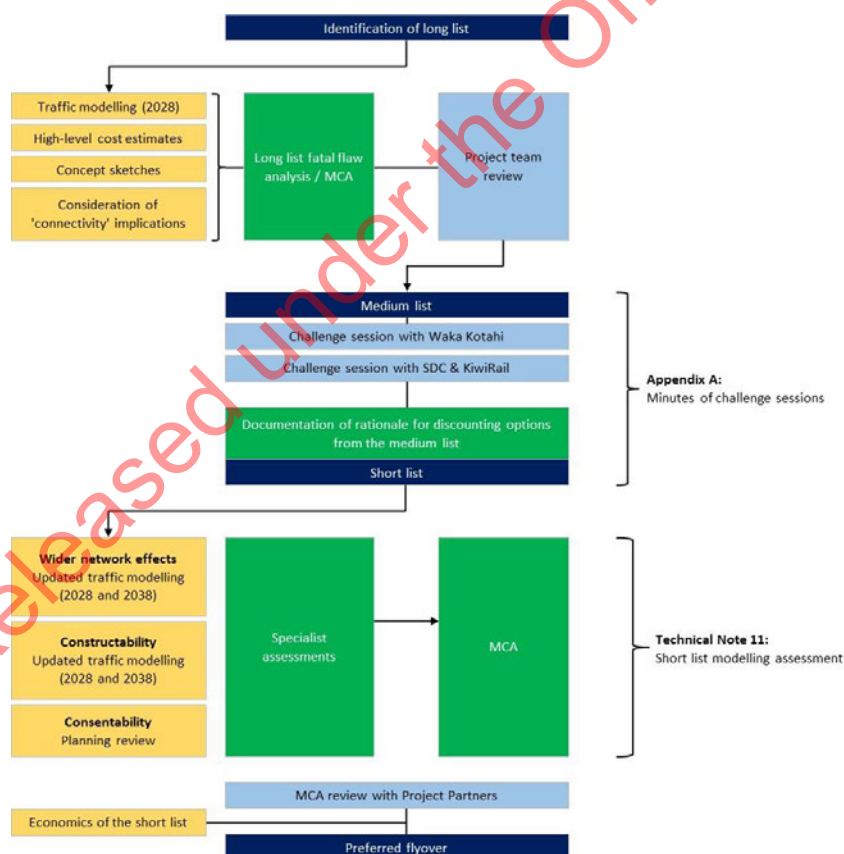 Identification of long list
Traffic modelling (2028)
High-level cost estimates
Concept sketches
Consideration of
'connectivity' implications
Long list fatal flaw
analysis / MCA
Project team
review
Medium list
Challenge session with Waka Kotahi
Challenge session with SDC & KiwiRail
Documentation of rationale for discounting options
from the medium list
Short list
Appendix A:
Minutes of challenge sessions
Wider network effects
Updated traffic modelling
(2028 and 2038)
Constructability
Updated traffic modelling
(2028 and 2038)
Consentability
Planning review
Specialist
assessments
MCA
Technical Note 11:
Short list modelling assessment
MCA review with Project Partners
Economics of the short list
Preferred flyover
Released under the